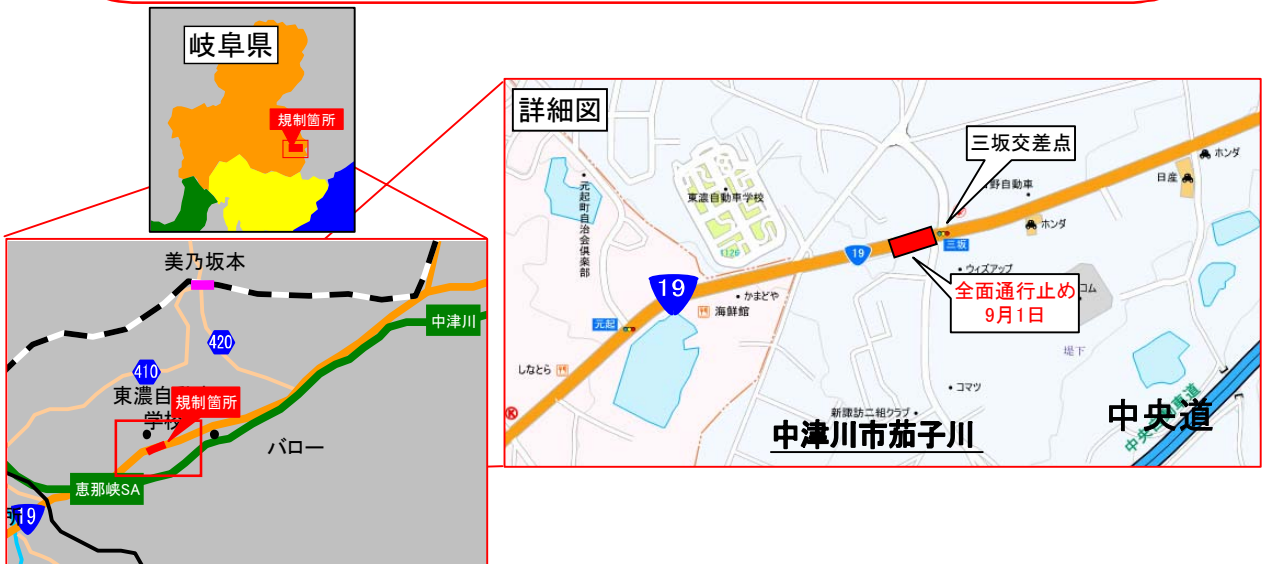 岐阜県
規制箇所
詳細図
三坂交差点
ホンダ
日産
野自動車
ホンダ
元起町自治会倶楽部
東濃自動車学校
1126
19
三坂
ウィズアップ
全面通行止め
9月1日
コム
19
かまどや
海鮮館
元起
しなとら
堤下
コマツ
新諏訪二組クラブ
中津川市茄子川
中央道
美乃坂本
中津川
420
410
東濃自
学校
規制箇所
バロー
恵那峡SA
19